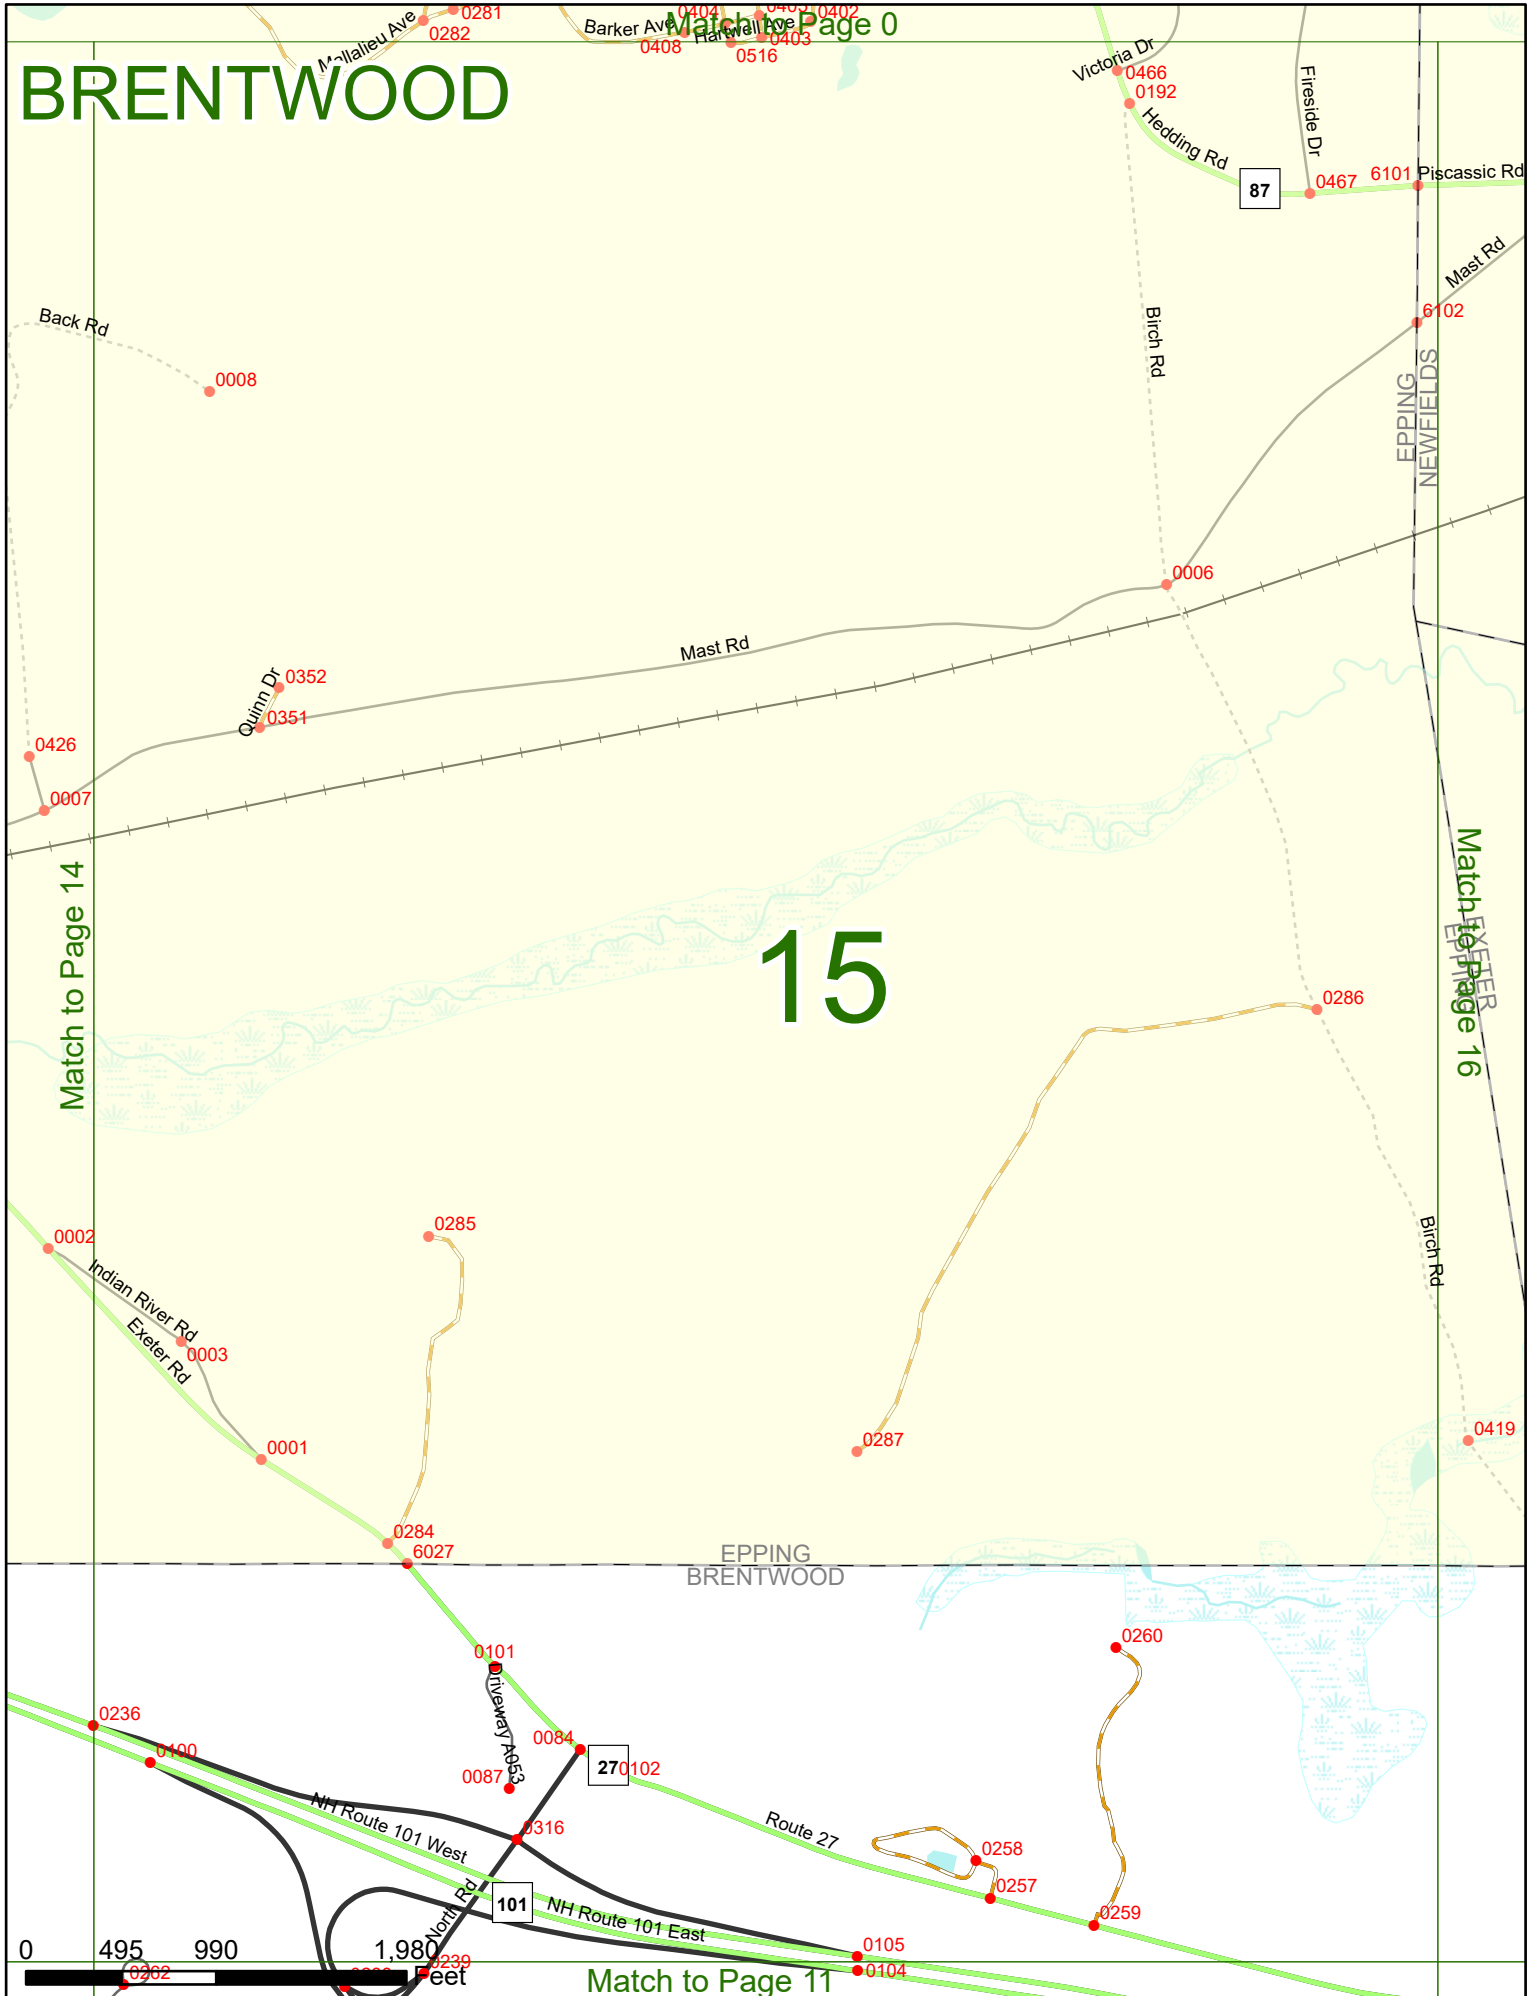 0281
0404
0402
Match to Page 0
Barker Ave
Hartwell Ave
0282
0408
0403
0516
Mallalieu Ave
Victoria Dr
0466
BRENTWOOD
0192
Fireside Dr
Hedding Rd
87
0467
6101
Piscassic Rd
Mast Rd
Back Rd
6102
Birch Rd
0008
EPPING
NEWFIELDS
0006
Mast Rd
Quinn Dr
0352
0351
0426
0007
Match to Page 14
15
Match to Page 16
EXETER
EPPING
0286
0002
0285
Indian River Rd
Exeter Rd
0003
Birch Rd
0001
0287
0419
0284
6027
EPPING
BRENTWOOD
0101
0260
Driveway A053
0236
0084
0100
27
0102
0087
NH Route 101 West
0316
Route 27
0258
0257
101
North Rd
NH Route 101 East
0259
0 495 990 1,980
Feet
0239
0105
0104
0262
Match to Page 11